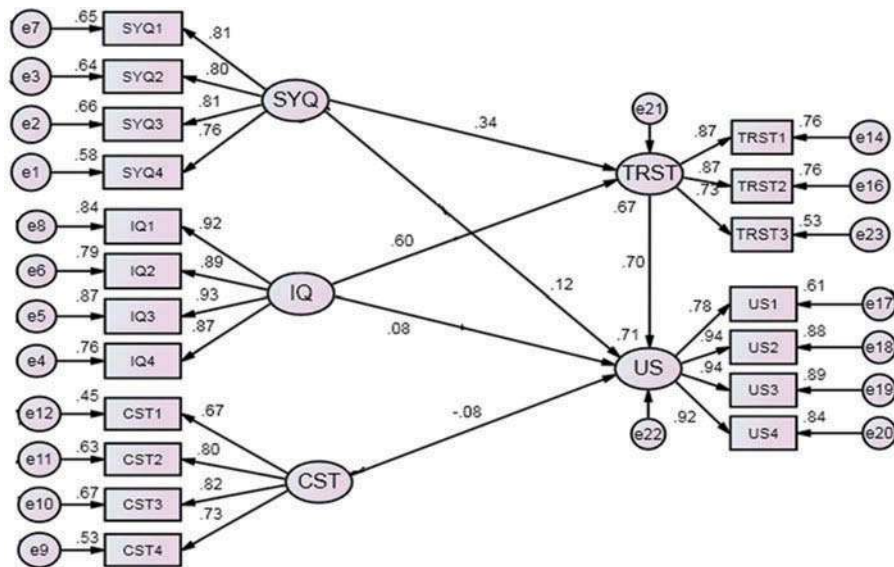 e7 .65 SYQ1 .81
e3 .64 SYQ2 .80
e2 .66 SYQ3 .81
e1 .58 SYQ4 .76
SYQ
.34
.12
e8 .84 IQ1 .92
e6 .79 IQ2 .89
e5 .87 IQ3 .93
e4 .76 IQ4 .87
IQ
.60
.08
e12 .45 CST1 .67
e11 .63 CST2 .80
e10 .67 CST3 .82
e9 .53 CST4 .73
CST
-.08
e21
TRST
.67
.87 TRST1 .76 e14
.87 TRST2 .76 e16
.73 TRST3 .53 e23
.70
.71
US
e22
.78 US1 .61 e17
.94 US2 .88 e18
.94 US3 .89 e19
.92 US4 .84 e20